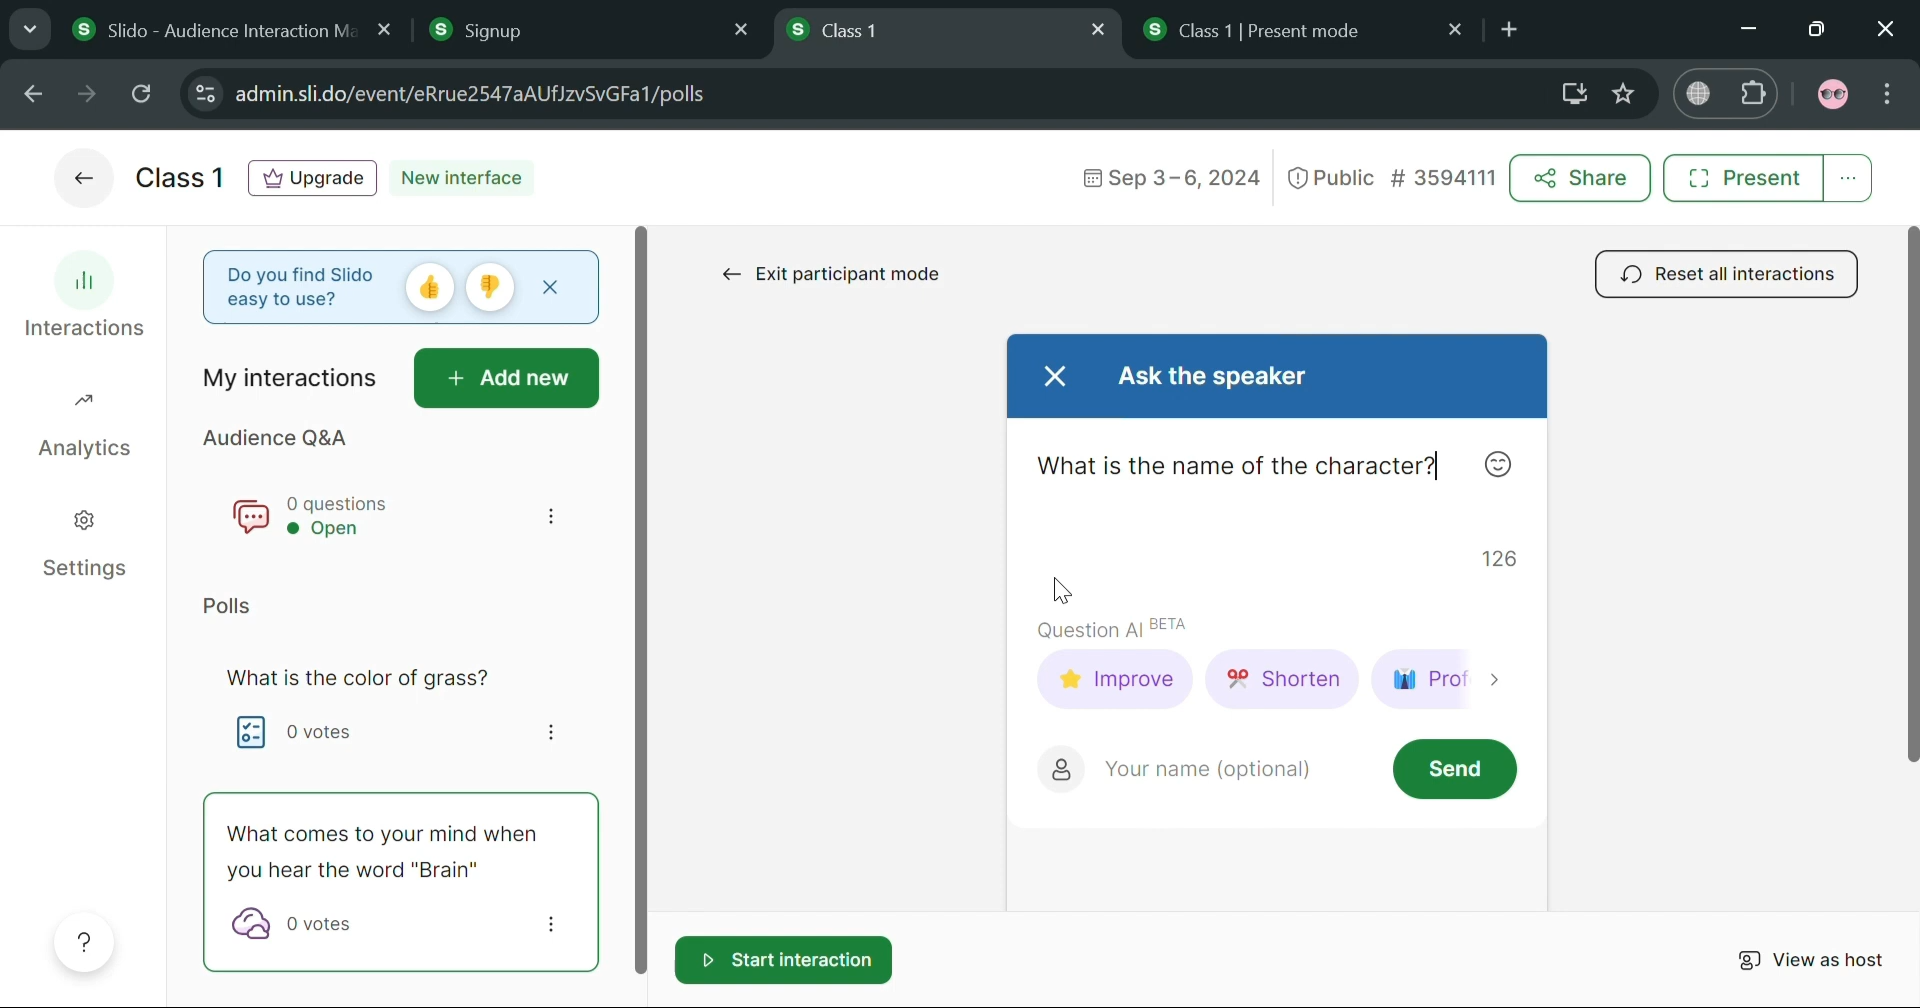 Slido - Audience Interaction Ma
Signup
Class 1
Class 1 | Present mode
admin.sli.do/event/eRrue2547aAUfJzvSvGFa1/polls
Class 1
Upgrade
New interface
Sep 3 – 6, 2024
Public
# 3594111
Share
Present
Interactions
Analytics
Settings
?
Do you find Slido
easy to use?
My interactions
+ Add new
Audience Q&A
0 questions
Open
Polls
What is the color of grass?
0 votes
What comes to your mind when
you hear the word "Brain"
0 votes
Exit participant mode
Reset all interactions
Ask the speaker
What is the name of the character?
126
Question AI BETA
Improve
Shorten
Prof
Your name (optional)
Send
Start interaction
View as host